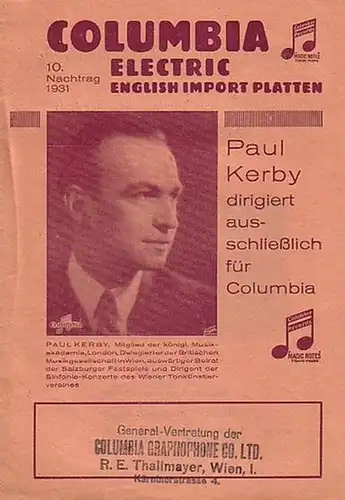 COLUMBIA
10.
Nachtrag
1931
ELECTRIC
ENGLISH IMPORT PLATTEN
MAGIC NOTES
Paul
Kerby
dirigiert
aus-
schließlich
für
Columbia
Columbia
MAGIC NOTES
PAUL KERBY, Mitglied der königl. Musik-
akademie, London, Delegierter der Britischen
Musikgesellschaft in Wien, auswärtiger Beirat
der Salzburger Festspiele und Dirigent der
Sinfonie-Konzerte des Wiener Tonkünstler-
vereines
General-Vertretung der
COLUMBIA GRAPHOPHONE CO. LTD.
R. E. Thallmayer, Wien, I.
Kärntnerstrasse 4.